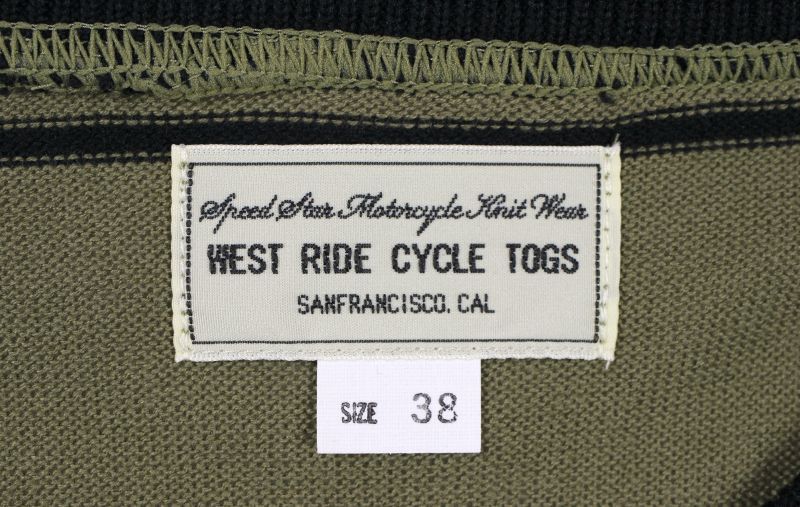 Speed Star Motorcycle Knit Wear
WEST RIDE CYCLE TOGS
SANFRANCISCO. CAL
SIZE 38